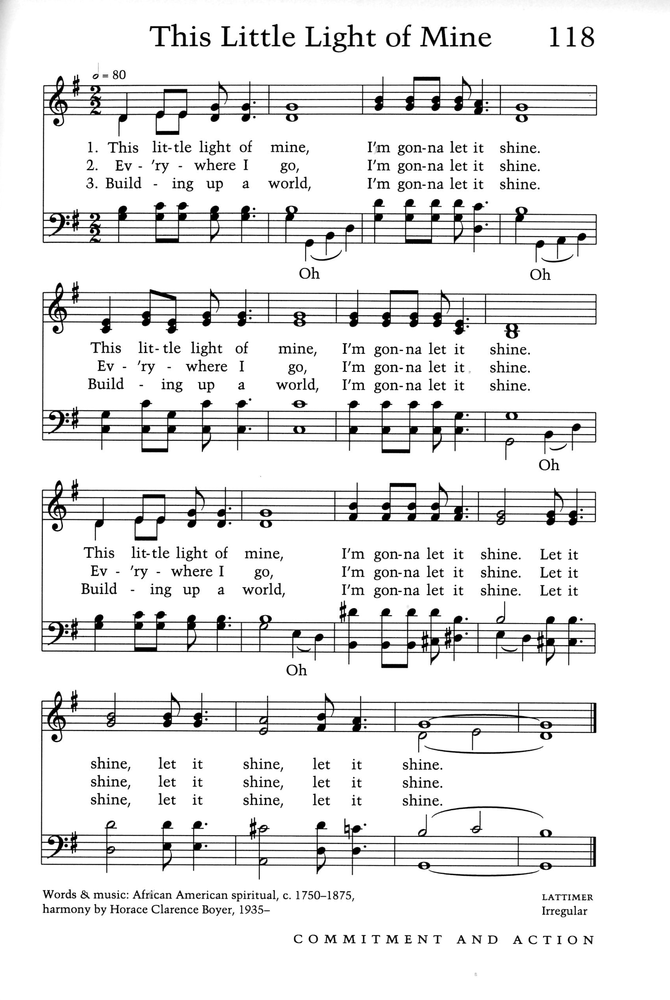 This Little Light of Mine 118
𝅗𝅥 = 80
1. This lit-tle light of mine, I'm gon-na let it shine.
2. Ev - 'ry - where I go, I'm gon-na let it shine.
3. Build - ing up a world, I'm gon-na let it shine.
Oh Oh
This lit-tle light of mine, I'm gon-na let it shine.
Ev - 'ry - where I go, I'm gon-na let it shine.
Build - ing up a world, I'm gon-na let it shine.
Oh
This lit-tle light of mine, I'm gon-na let it shine. Let it
Ev - 'ry - where I go, I'm gon-na let it shine. Let it
Build - ing up a world, I'm gon-na let it shine. Let it
Oh
shine, let it shine, let it shine.
shine, let it shine, let it shine.
shine, let it shine, let it shine.
Words & music: African American spiritual, c. 1750–1875, LATTIMER
harmony by Horace Clarence Boyer, 1935– Irregular
COMMITMENT AND ACTION